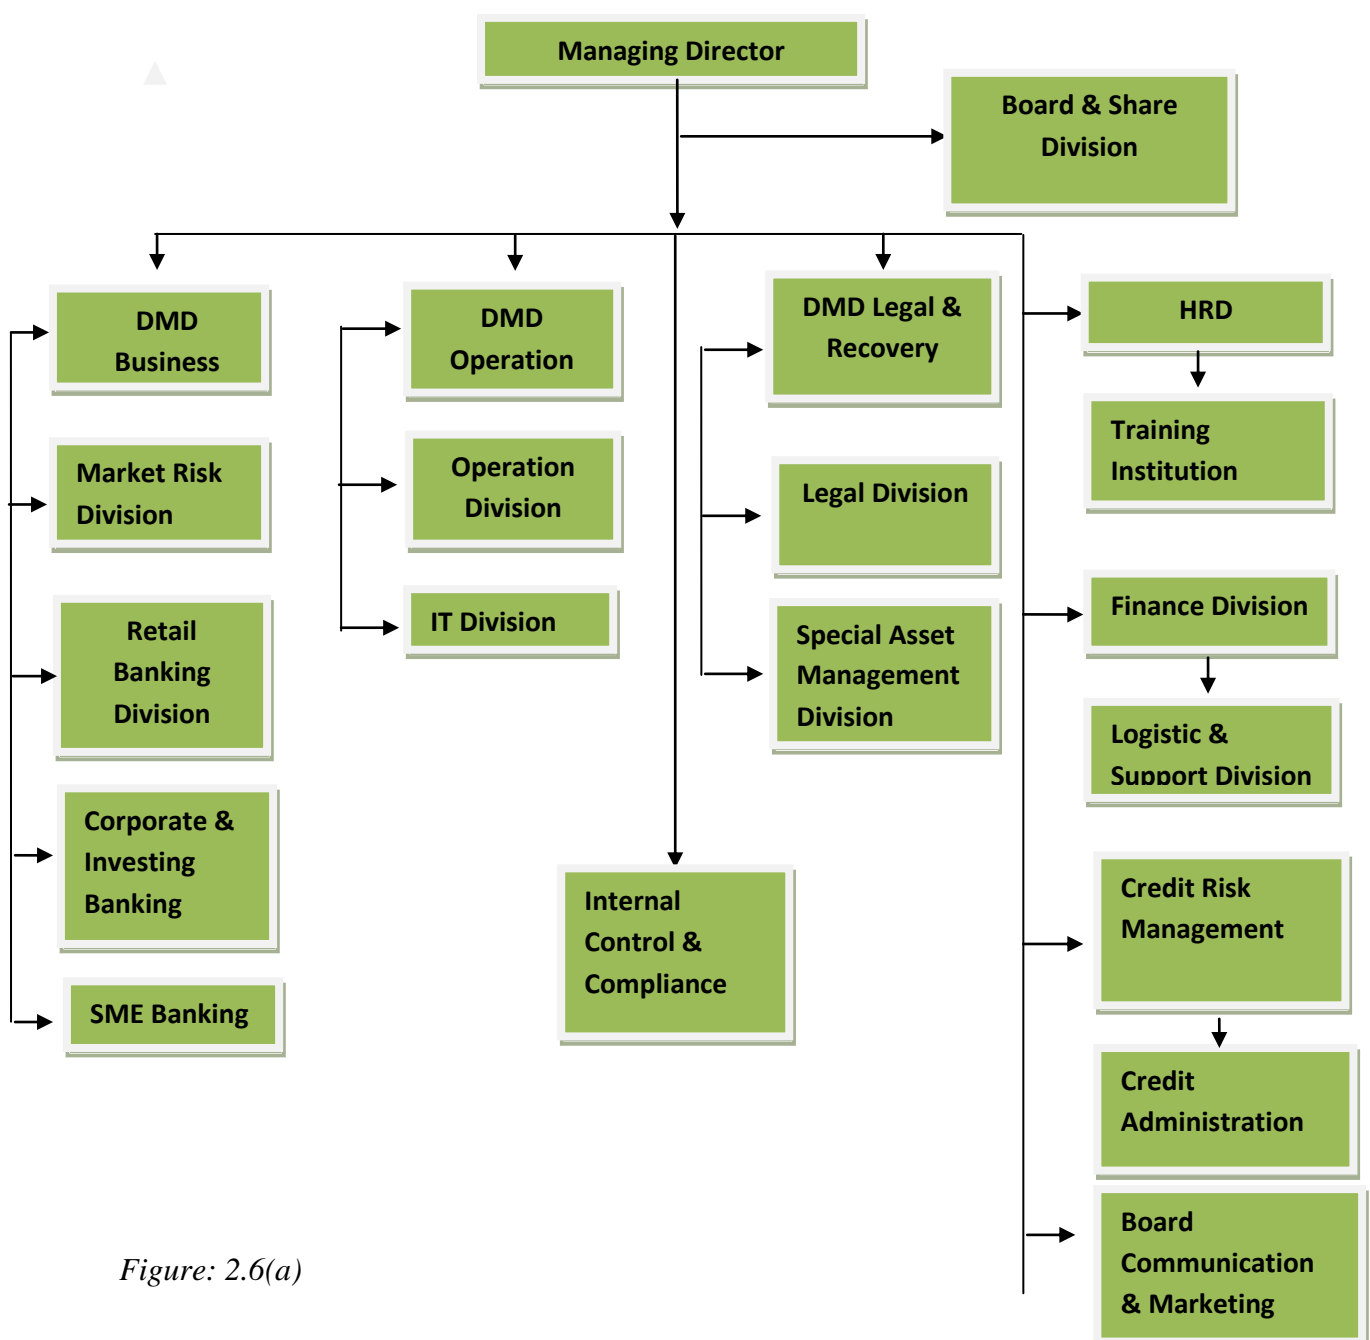 Managing Director
Board & Share
Division
DMD
Business
Market Risk
Division
Retail
Banking
Division
Corporate &
Investing
Banking
SME Banking
DMD
Operation
Operation
Division
IT Division
Internal
Control &
Compliance
DMD Legal &
Recovery
Legal Division
Special Asset
Management
Division
HRD
Training
Institution
Finance Division
Logistic &
Support Division
Credit Risk
Management
Credit
Administration
Board
Communication
& Marketing
Figure: 2.6(a)